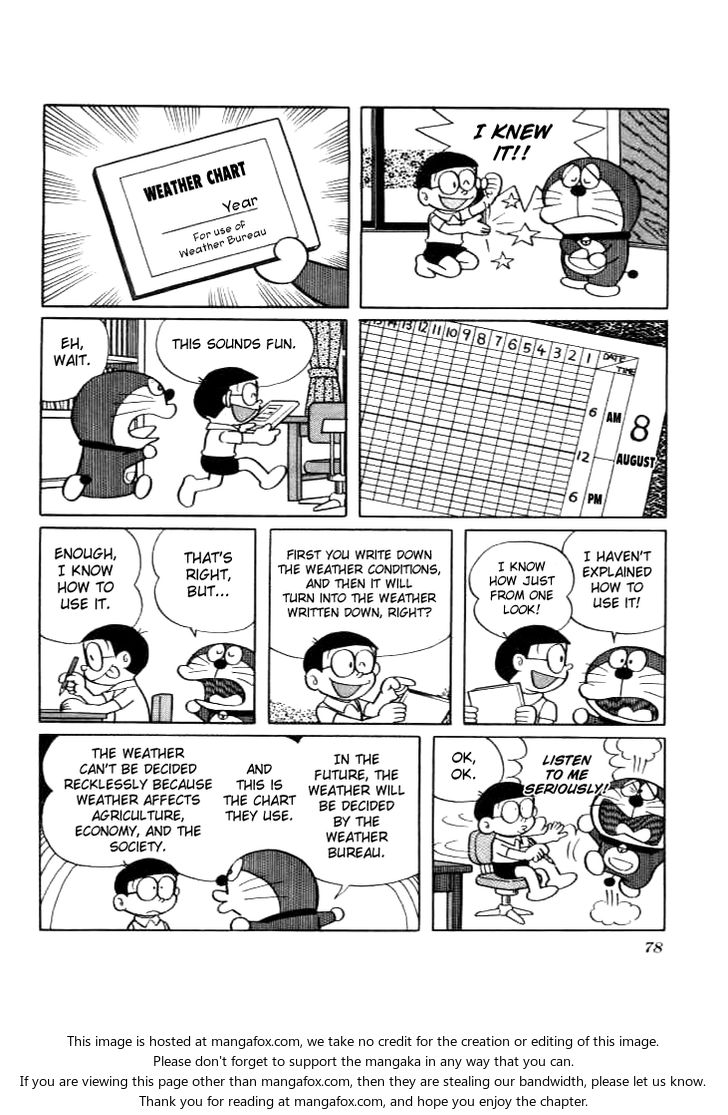 I KNEW
IT!!
WEATHER CHART
Year
For use of
Weather Bureau
14 13 12 11 10 9 8 7 6 5 4 3 2 1 DATE
TIME
6 AM
8
12
AUGUST
6 PM
THIS SOUNDS FUN.
EH,
WAIT.
I HAVEN'T
EXPLAINED
HOW TO
USE IT!
I KNOW
HOW JUST
FROM ONE
LOOK!
FIRST YOU WRITE DOWN
THE WEATHER CONDITIONS,
AND THEN IT WILL
TURN INTO THE WEATHER
WRITTEN DOWN, RIGHT?
THAT'S
RIGHT,
BUT...
ENOUGH,
I KNOW
HOW TO
USE IT.
LISTEN
TO ME
SERIOUSLY!
OK,
OK.
IN THE
FUTURE, THE
WEATHER WILL
BE DECIDED
BY THE
WEATHER
BUREAU.
AND
THIS IS
THE CHART
THEY USE.
THE WEATHER
CAN'T BE DECIDED
RECKLESSLY BECAUSE
WEATHER AFFECTS
AGRICULTURE,
ECONOMY, AND THE
SOCIETY.
78
This image is hosted at mangafox.com, we take no credit for the creation or editing of this image.
Please don't forget to support the mangaka in any way that you can.
If you are viewing this page other than mangafox.com, then they are stealing our bandwidth, please let us know.
Thank you for reading at mangafox.com, and hope you enjoy the chapter.